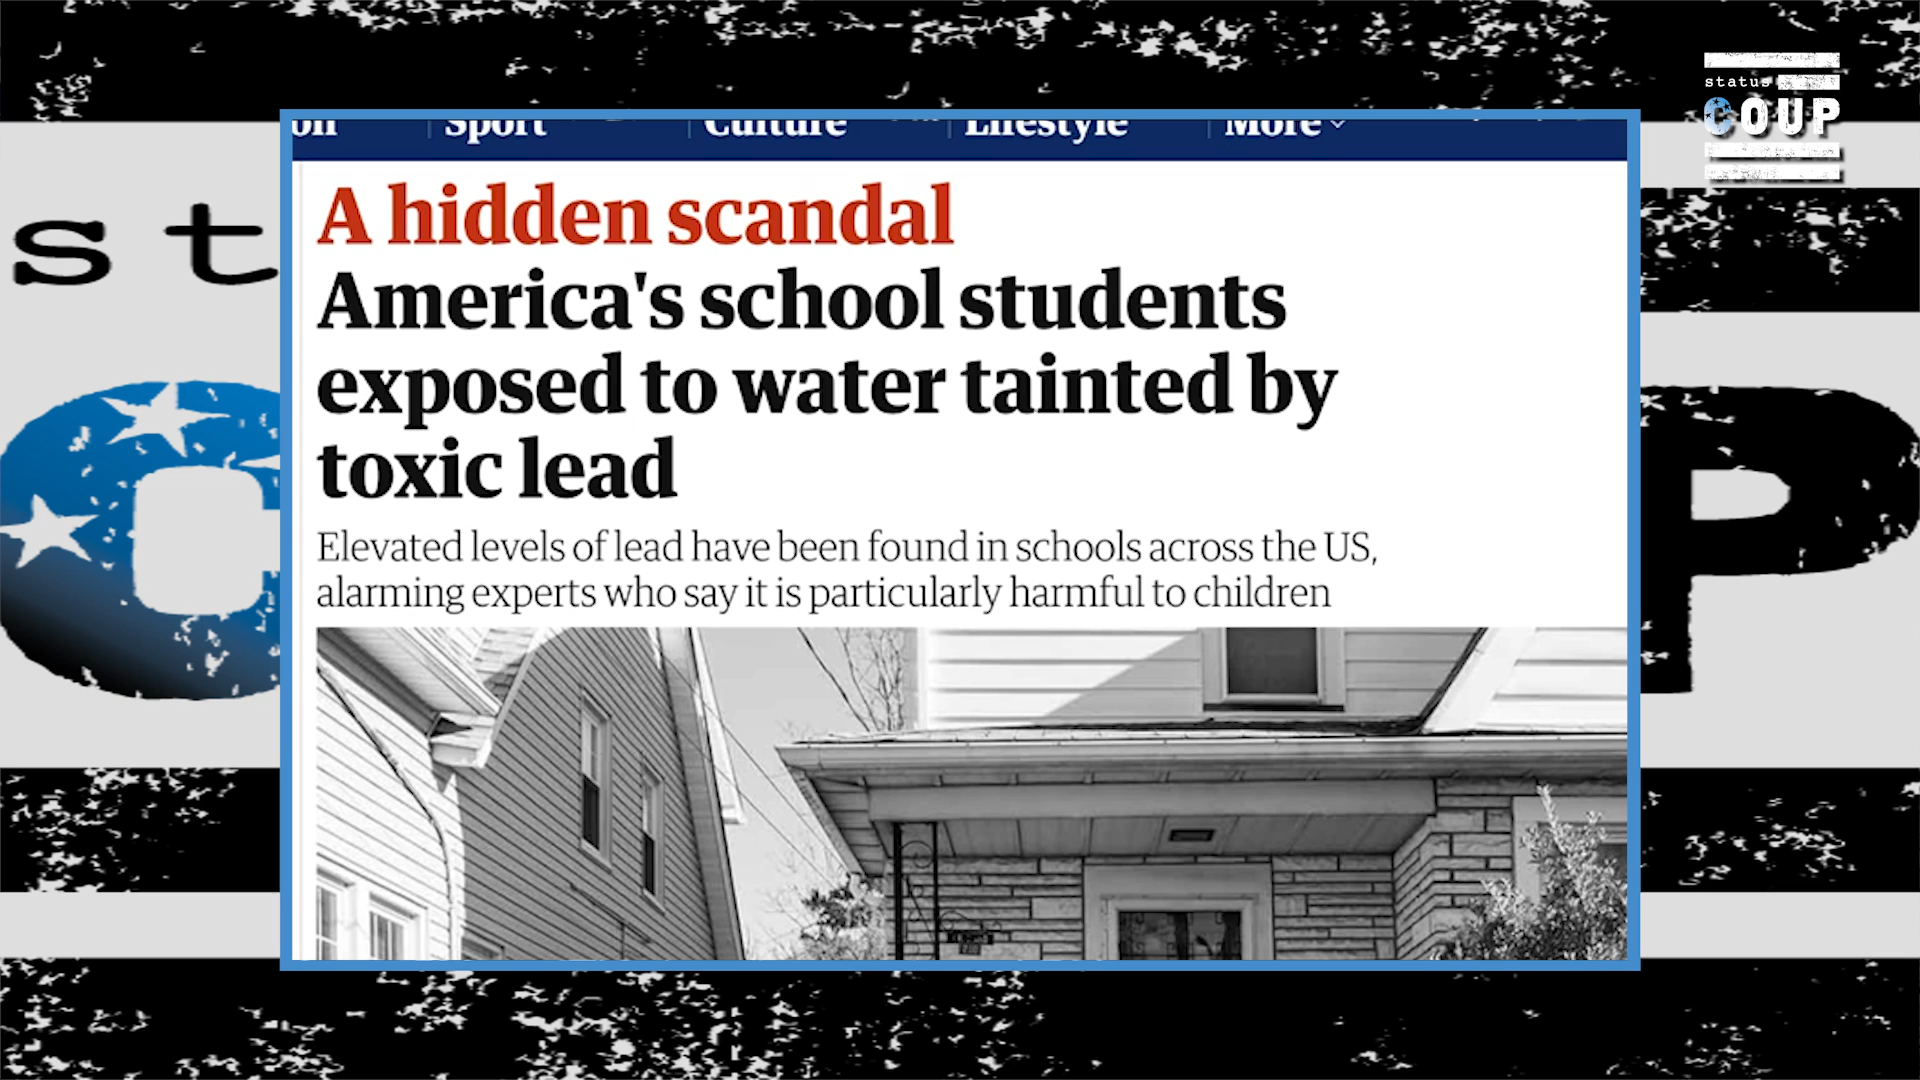 on Sport Culture Lifestyle More
status
COUP
A hidden scandal
st
America's school students
exposed to water tainted by
toxic lead
C P
Elevated levels of lead have been found in schools across the US,
alarming experts who say it is particularly harmful to children